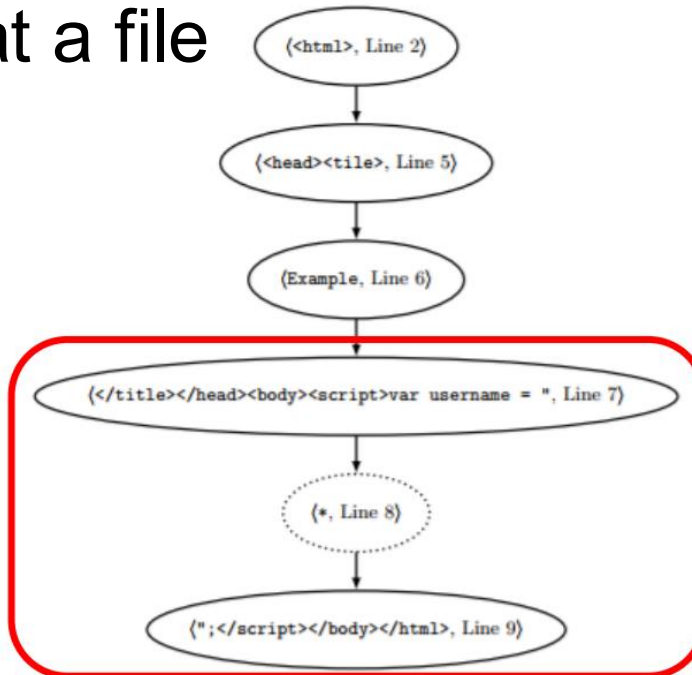 at a file
(<html>, Line 2)
(<head><tile>, Line 5)
(Example, Line 6)
(</title></head><body><script>var username = ", Line 7)
(*, Line 8)
(";</script></body></html>, Line 9)